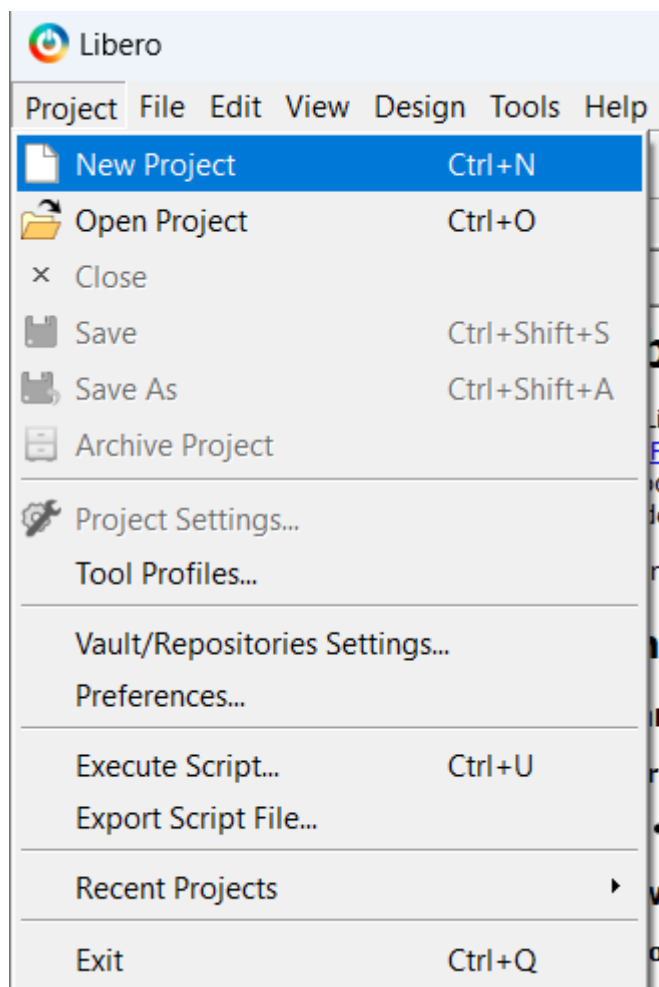 Libero
Project File Edit View Design Tools Help
New Project Ctrl+N
Open Project Ctrl+O
Close
Save Ctrl+Shift+S
Save As Ctrl+Shift+A
Archive Project
Project Settings...
Tool Profiles...
Vault/Repositories Settings...
Preferences...
Execute Script... Ctrl+U
Export Script File...
Recent Projects
Exit Ctrl+Q